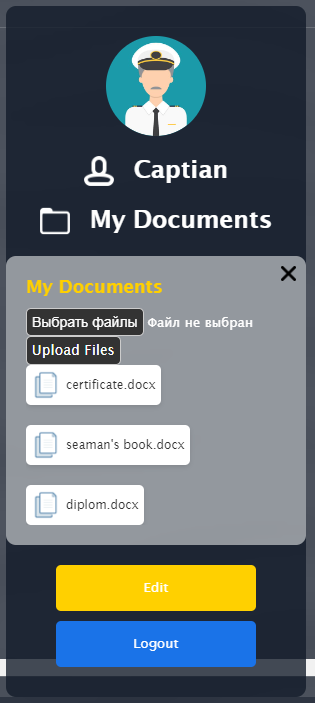 Captian
My Documents
My Documents
Выбрать файлы Файл не выбран
Upload Files
certificate.docx
seaman's book.docx
diplom.docx
Edit
Logout